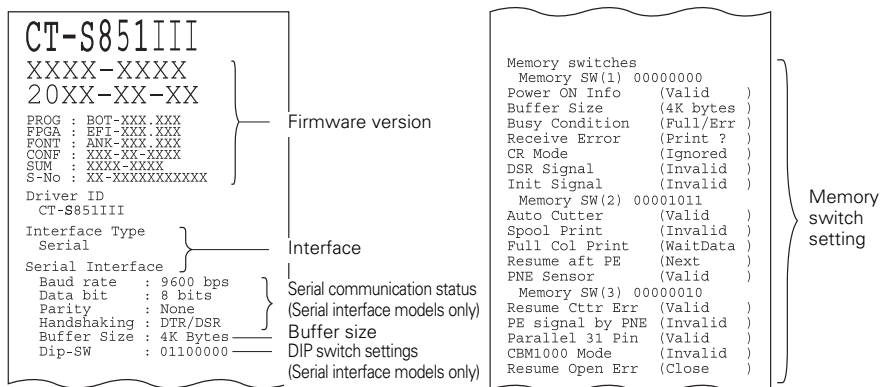 CT-S851III
XXXX-XXXX
20XX-XX-XX
PROG : BOT-XXX.XXX
FPGA : EFI-XXX.XXX
FONT : ANK-XXX.XXX
CONF : XXX-XX-XXXX
SUM : XXXX-XXXX
S-No : XX-XXXXXXXXXXX
Driver ID
CT-S851III
Interface Type
Serial
Serial Interface
Baud rate : 9600 bps
Data bit : 8 bits
Parity : None
Handshaking : DTR/DSR
Buffer Size : 4K Bytes
Dip-SW : 01100000
Firmware version
Interface
Serial communication status
(Serial interface models only)
Buffer size
DIP switch settings
(Serial interface models only)
Memory switches
Memory SW(1) 00000000
Power ON Info (Valid )
Buffer Size (4K bytes )
Busy Condition (Full/Err )
Receive Error (Print ? )
CR Mode (Ignored )
DSR Signal (Invalid )
Init Signal (Invalid )
Memory SW(2) 00001011
Auto Cutter (Valid )
Spool Print (Invalid )
Full Col Print (WaitData )
Resume aft PE (Next )
PNE Sensor (Valid )
Memory SW(3) 00000010
Resume Cttr Err (Valid )
PE signal by PNE (Invalid )
Parallel 31 Pin (Valid )
CBM1000 Mode (Invalid )
Resume Open Err (Close )
Memory
switch
setting